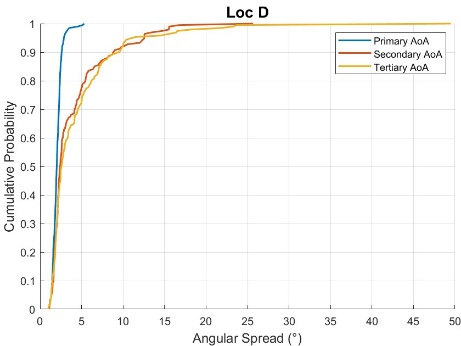 Loc D
Cumulative Probability
1
0.9
0.8
0.7
0.6
0.5
0.4
0.3
0.2
0.1
0
Primary AoA
Secondary AoA
Tertiary AoA
0 5 10 15 20 25 30 35 40 45 50
Angular Spread (°)